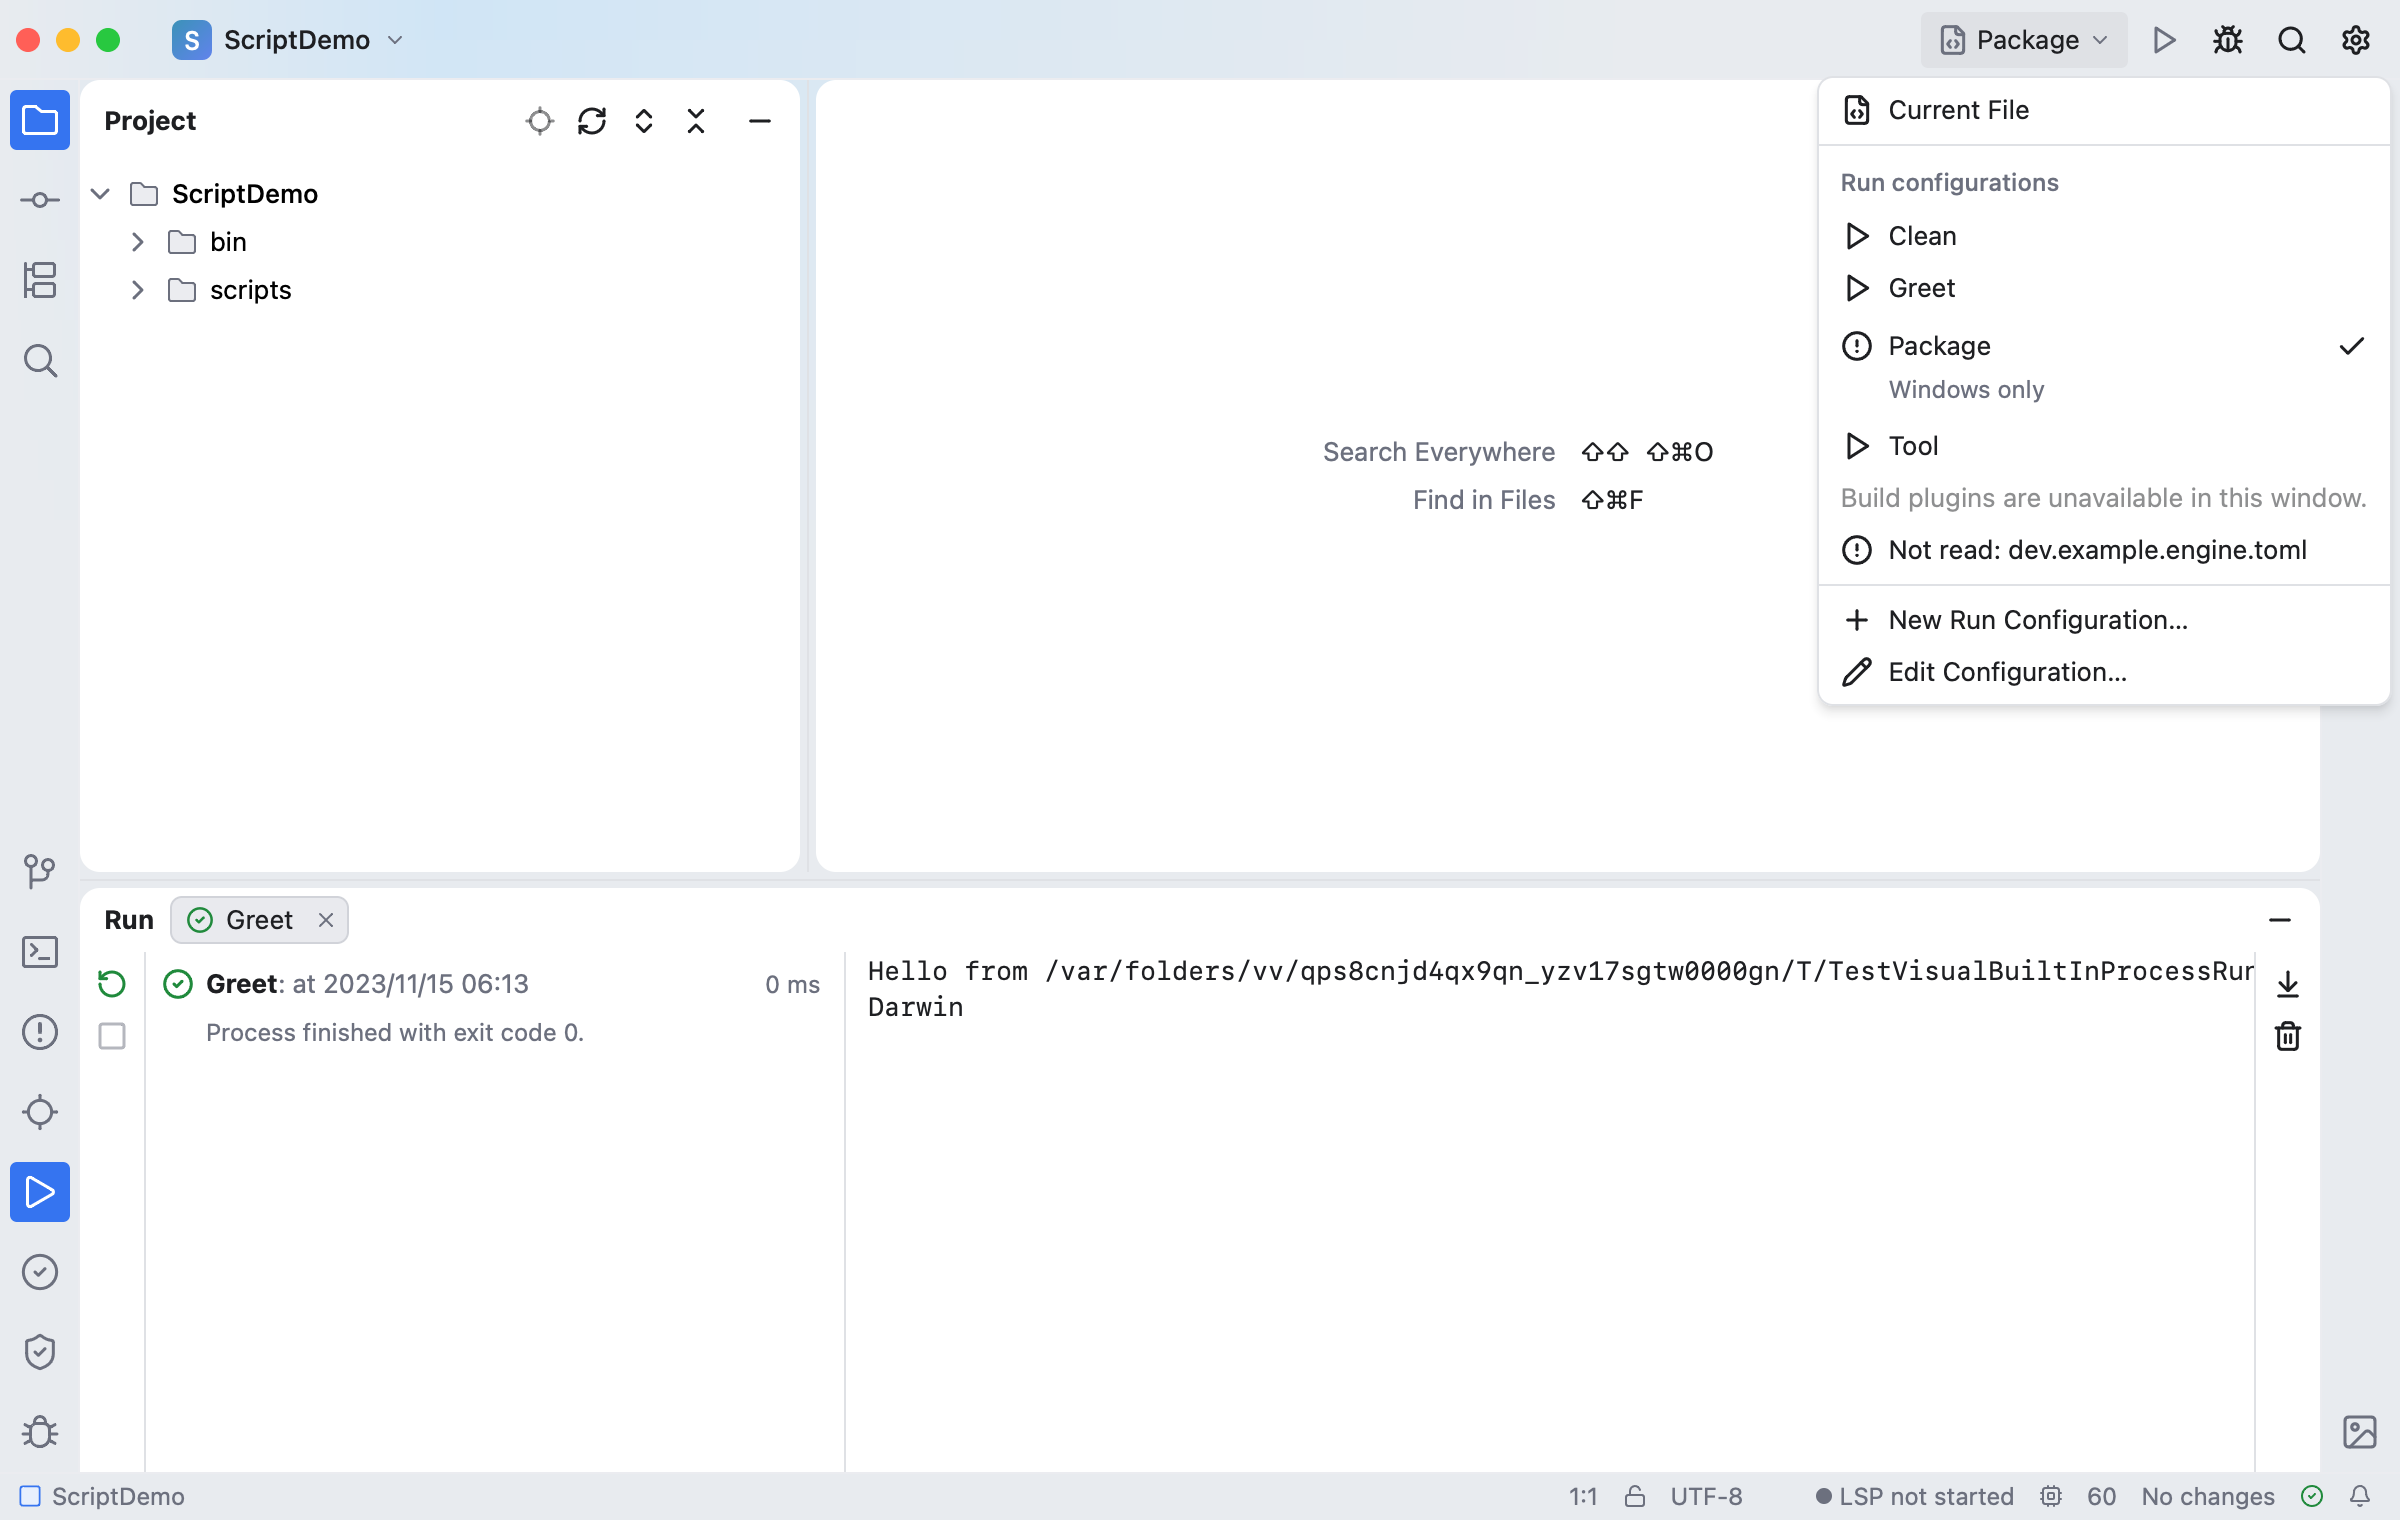 S ScriptDemo
Package
Project
ScriptDemo
bin
scripts
Search Everywhere ⇧⇧ ⇧⌘O
Find in Files ⇧⌘F
Current File
Run configurations
Clean
Greet
Package
Windows only
Tool
Build plugins are unavailable in this window.
Not read: dev.example.engine.toml
New Run Configuration...
Edit Configuration...
Run Greet
Greet: at 2023/11/15 06:13 0 ms
Process finished with exit code 0.
Hello from /var/folders/vv/qps8cnjd4qx9qn_yzv17sgtw0000gn/T/TestVisualBuiltInProcessRun
Darwin
ScriptDemo
1:1 UTF-8 LSP not started 60 No changes